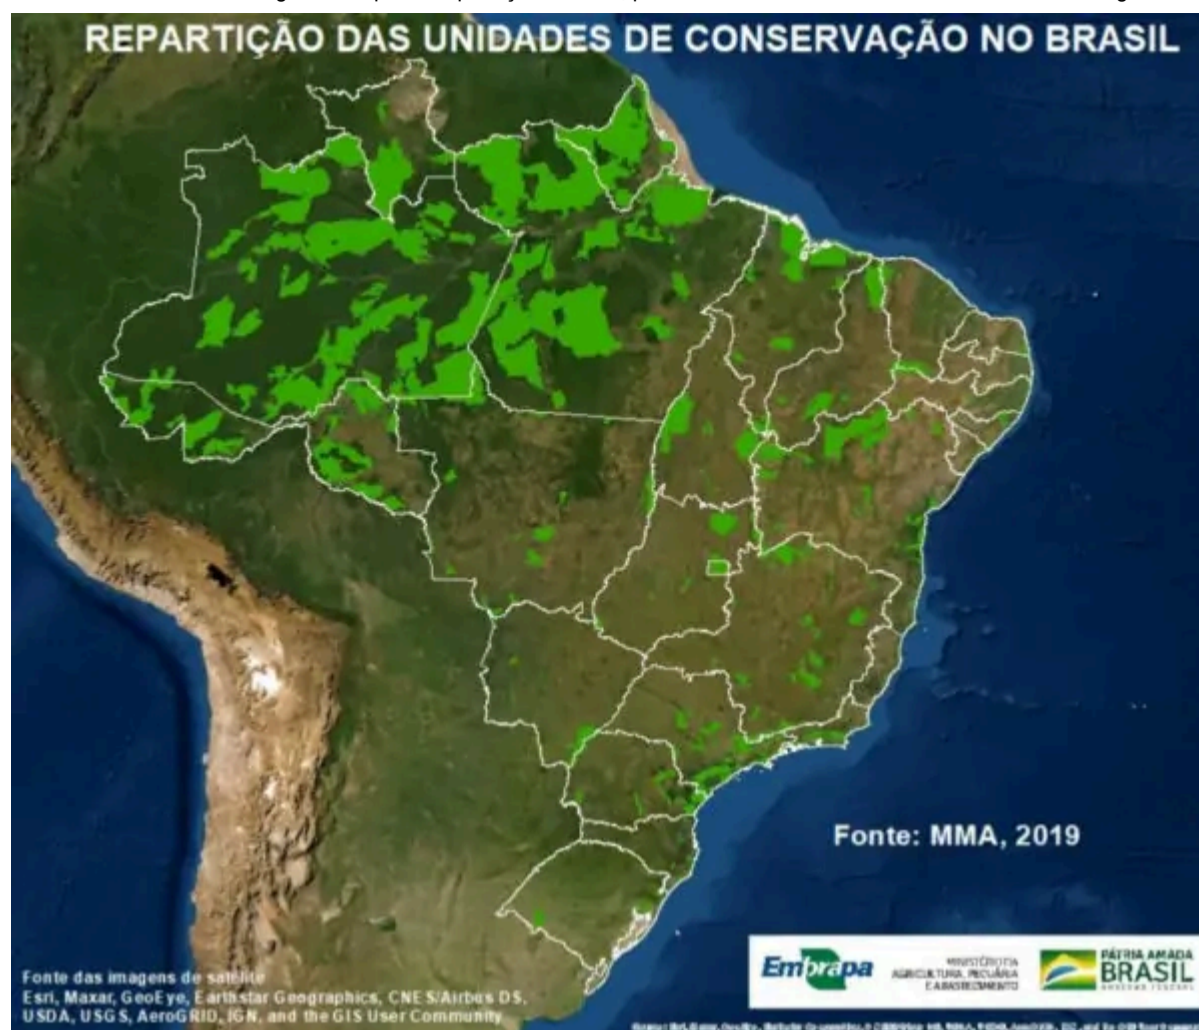 REPARTIÇÃO DAS UNIDADES DE CONSERVAÇÃO NO BRASIL
Fonte: MMA, 2019
Fonte das imagens de satélite
Esri, Maxar, GeoEye, Earthstar Geographics, CNES/Airbus DS,
USDA, USGS, AeroGRID, IGN, and the GIS User Community
Embrapa
MINISTÉRIO DA
AGRICULTURA, PECUÁRIA
E ABASTECIMENTO
PÁTRIA AMADA
BRASIL
GOVERNO FEDERAL